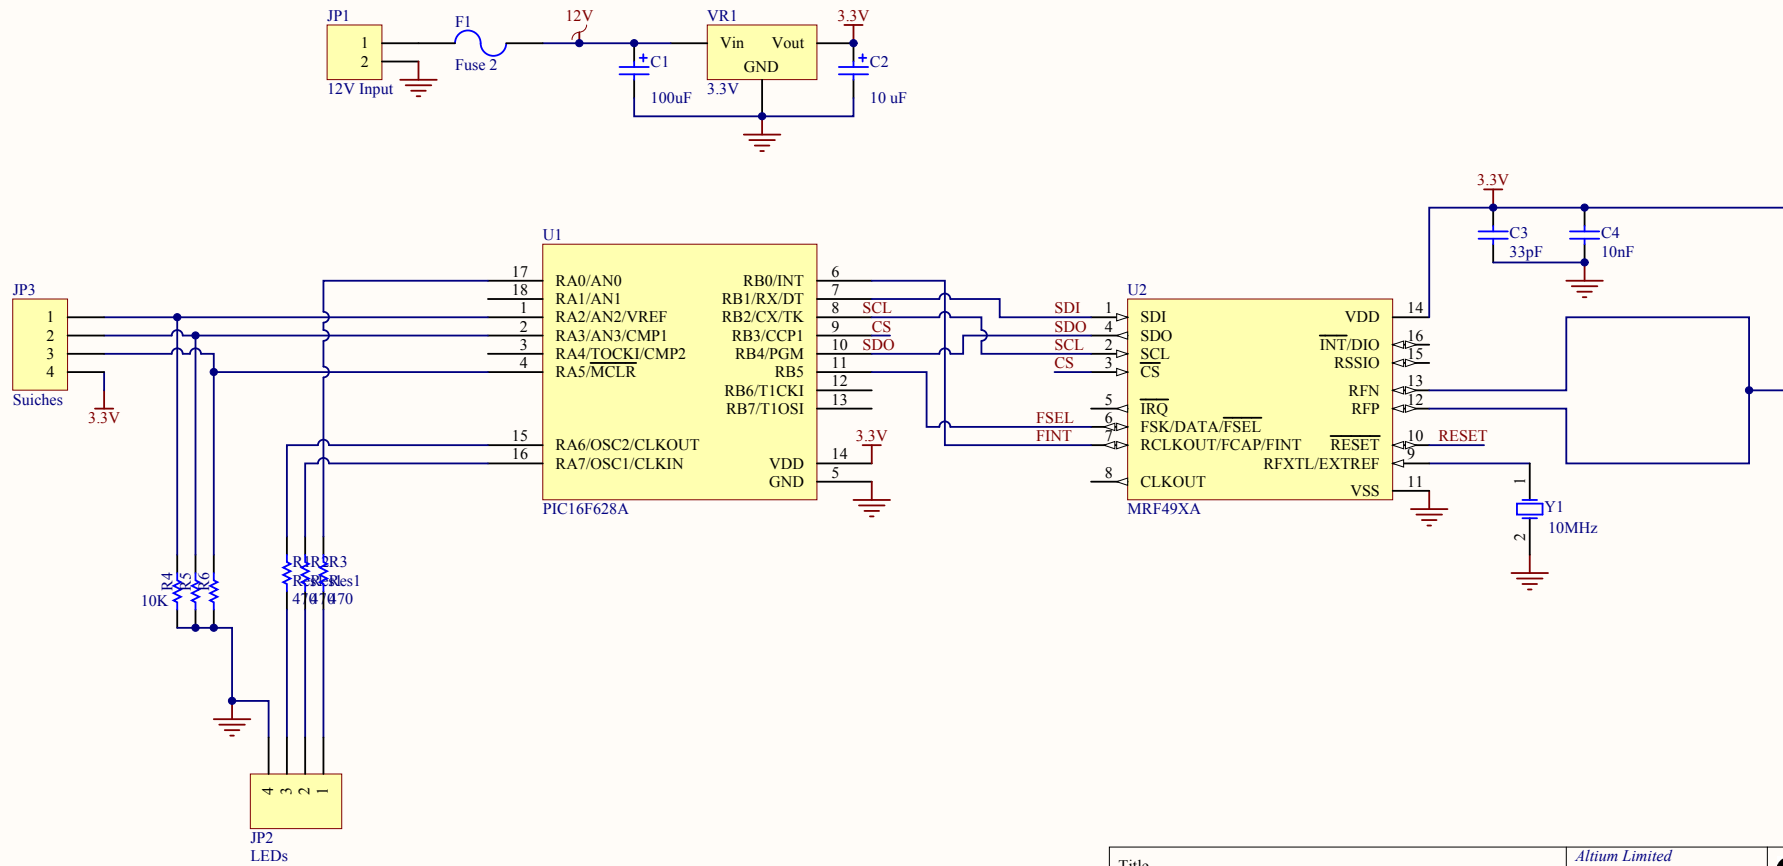 JP1
1
2
12V Input
F1
Fuse 2
12V
C1
100uF
VR1
Vin
Vout
GND
3.3V
3.3V
C2
10 uF
JP3
1
2
3
4
Suiches
3.3V
U1
17 RA0/AN0
18 RA1/AN1
1 RA2/AN2/VREF
2 RA3/AN3/CMP1
3 RA4/TOCKI/CMP2
4 RA5/MCLR
15 RA6/OSC2/CLKOUT
16 RA7/OSC1/CLKIN
RB0/INT 6
RB1/RX/DT 7
RB2/CX/TK 8 SCL
RB3/CCP1 9 CS
RB4/PGM 10 SDO
RB5 11
RB6/T1CKI 12
RB7/T1OSI 13
VDD 14
GND 5
3.3V
PIC16F628A
U2
SDI 1 SDI
SDO 4 SDO
SCL 2 SCL
CS 3 CS
5 IRQ
FSEL 6 FSK/DATA/FSEL
FINT 7 RCLKOUT/FCAP/FINT
8 CLKOUT
VDD 14
INT/DIO 16
RSSIO 15
RFN 13
RFP 12
RESET 10 RESET
RFXTL/EXTREF 9
VSS 11
MRF49XA
3.3V
C3
33pF
C4
10nF
1
2
Y1
10MHz
R4
R5
R6
10K
R1
R2
R3
Res1
470
470
470
4
3
2
1
JP2
LEDs
Title
Altium Limited